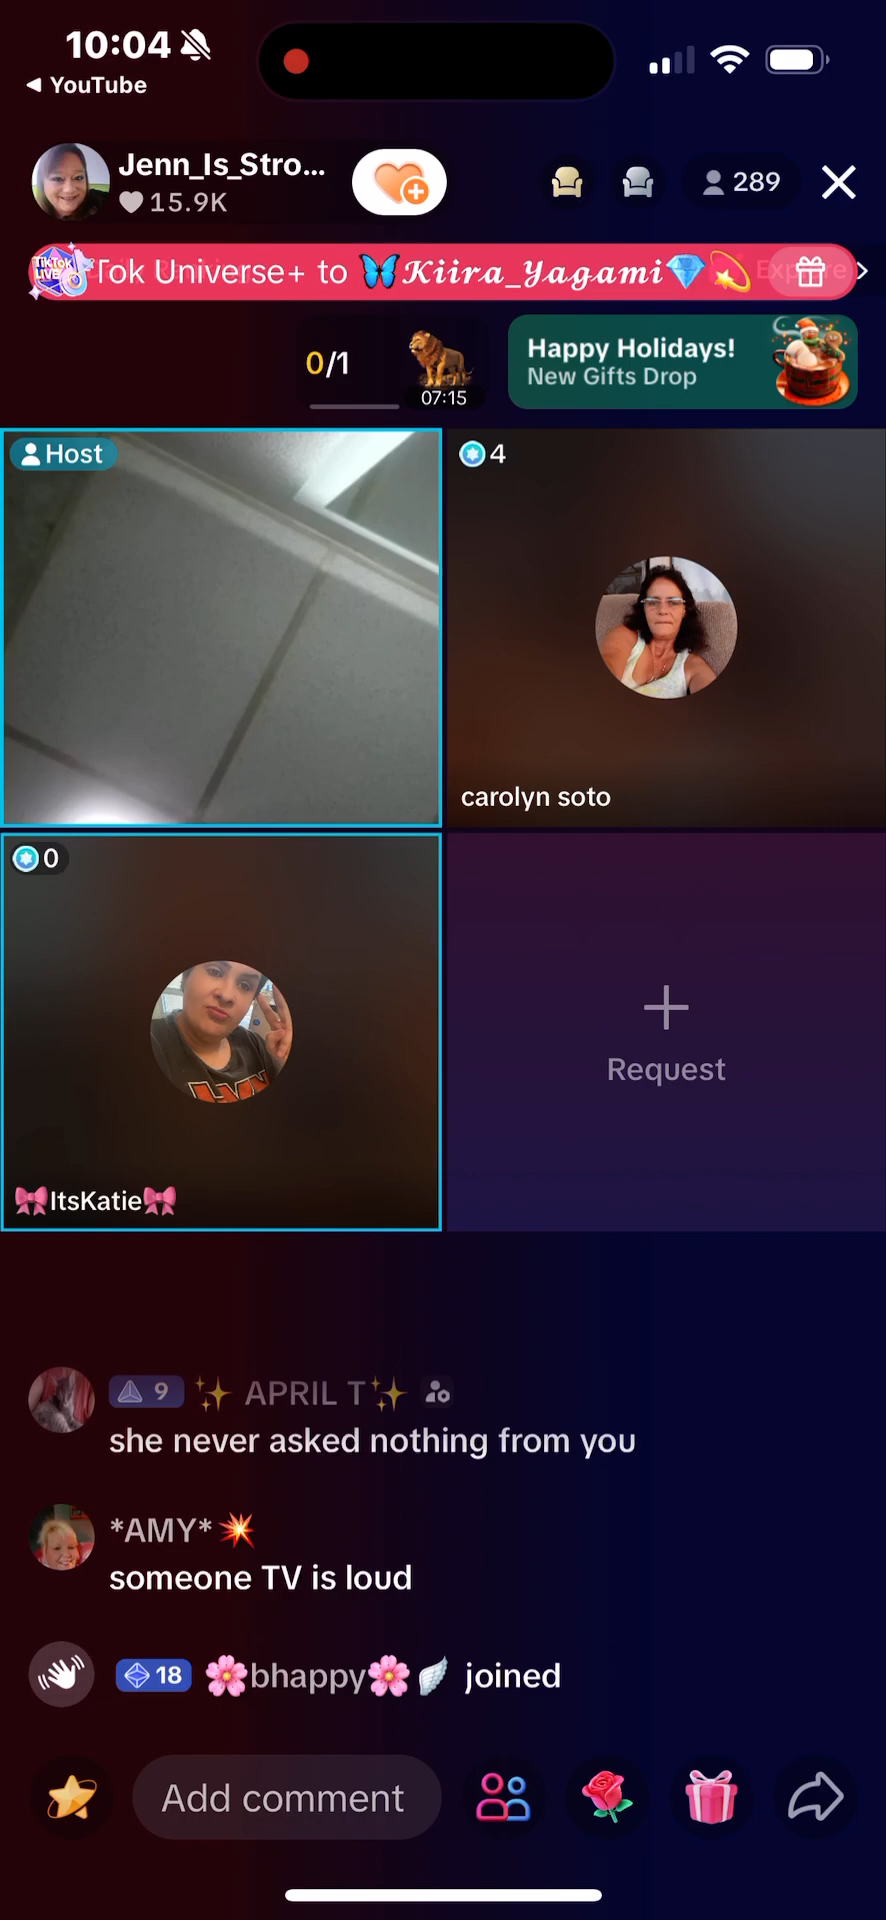 10:04
YouTube
Jenn_Is_Stro...
15.9K
289
TikTok LIVE
Tok Universe+ to 🦋𝓚𝓲𝓲𝓻𝓪_𝓨𝓪𝓰𝓪𝓶𝓲💎💫
0/1
07:15
Happy Holidays!
New Gifts Drop
Host
4
carolyn soto
0
🎀ItsKatie🎀
Request
9 ✨ APRIL T✨
she never asked nothing from you
*AMY*💥
someone TV is loud
18 🌸bhappy🌸🪽 joined
Add comment